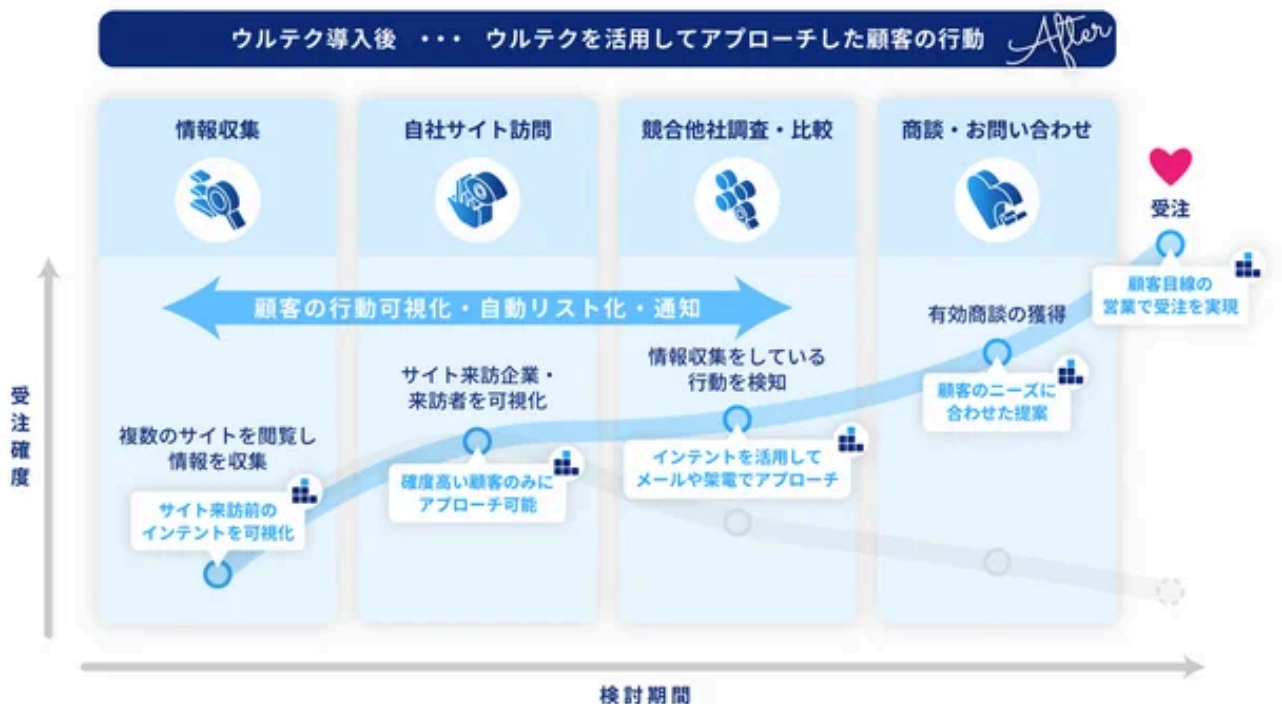 ウルテク導入後 ・・・ ウルテクを活用してアプローチした顧客の行動 After
情報収集
自社サイト訪問
競合他社調査・比較
商談・お問い合わせ
受注
顧客の行動可視化・自動リスト化・通知
顧客目線の
営業で受注を実現
有効商談の獲得
顧客のニーズに
合わせた提案
情報収集をしている
行動を検知
インテントを活用して
メールや架電でアプローチ
サイト来訪企業・
来訪者を可視化
確度高い顧客のみに
アプローチ可能
複数のサイトを閲覧し
情報を収集
サイト来訪前の
インテントを可視化
受注確度
検討期間